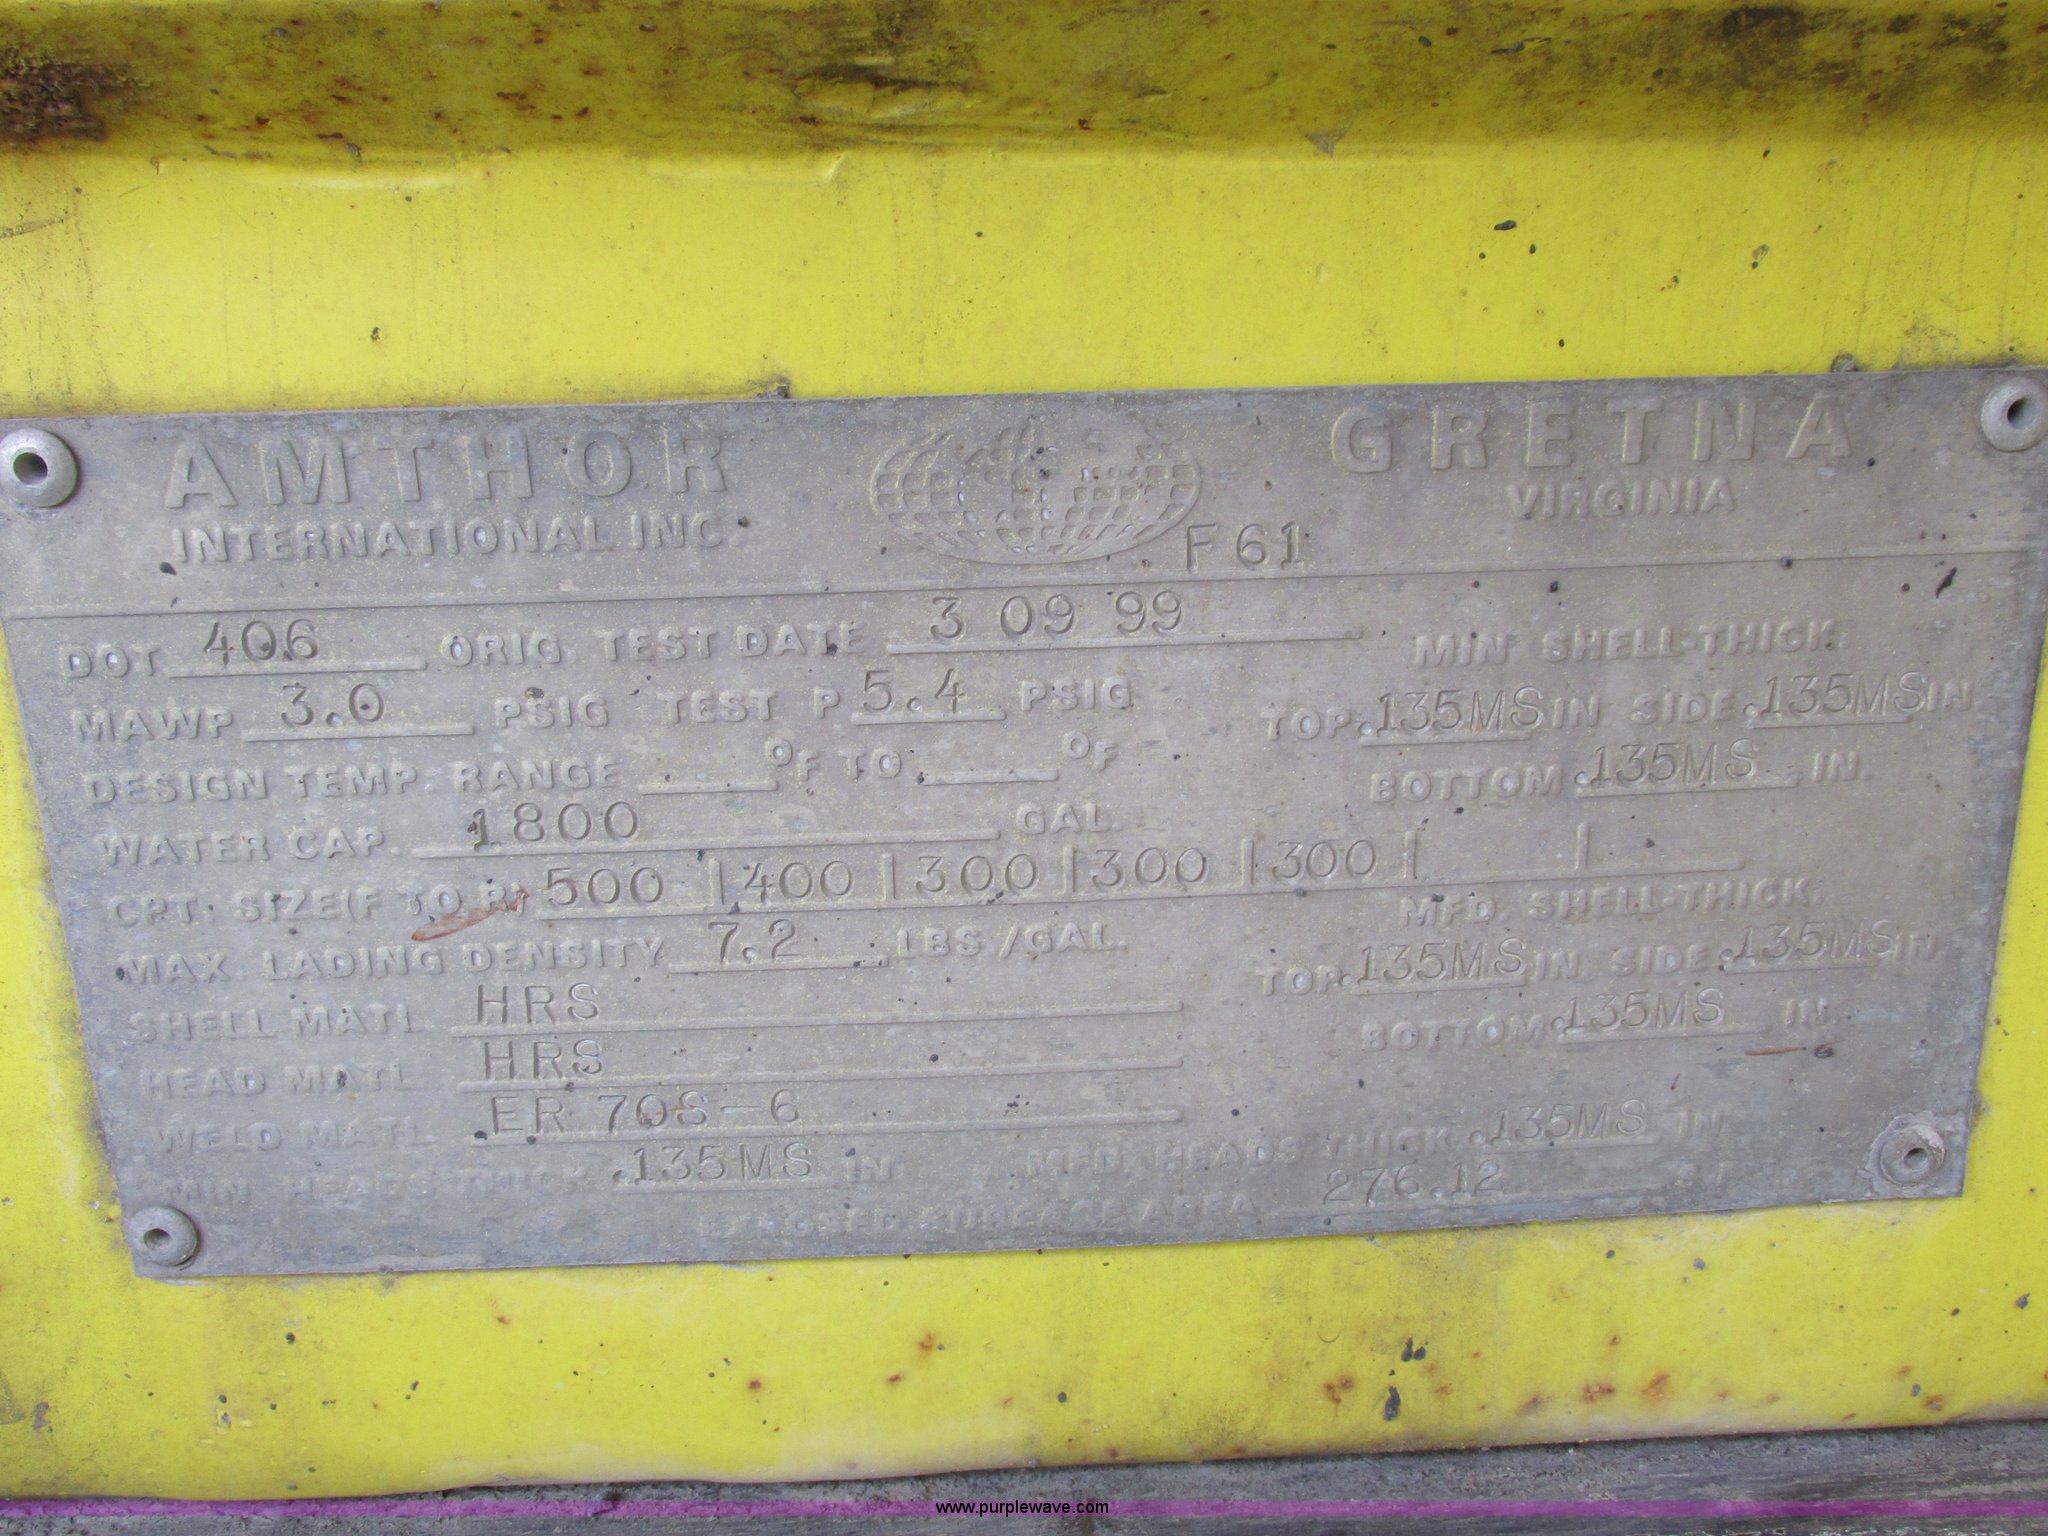 AMTHOR GRETNA
INTERNATIONAL INC VIRGINIA
F 61
DOT 406 ORIG. TEST DATE 3 09 99
MIN SHELL-THICK.
MAWP 3.0 PSIG TEST P 5.4 PSIG
TOP .135MS IN SIDE .135MS IN
DESIGN TEMP. RANGE °F TO °F
BOTTOM .135MS IN.
WATER CAP. 1800 GAL.
CPT. SIZE(F TO R) 500 | 400 | 300 | 300 | 300 | |
MFD. SHELL-THICK.
MAX. LADING DENSITY 7.2 LBS./GAL.
TOP .135MS IN SIDE .135MS IN
SHELL MATL HRS
BOTTOM .135MS IN.
HEAD MATL HRS
WELD MATL ER 70S-6
MIN HEADS THICK .135MS IN MFD. HEADS THICK. .135MS IN
EXPOSED SURFACE AREA 276.12
www.purplewave.com